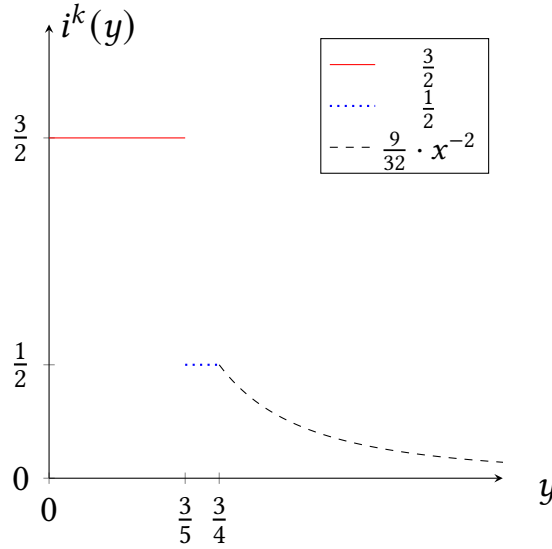 i^k(y)
3/2
1/2
9/32 · x^{-2}
3/2
1/2
0
y
0
3/5
3/4